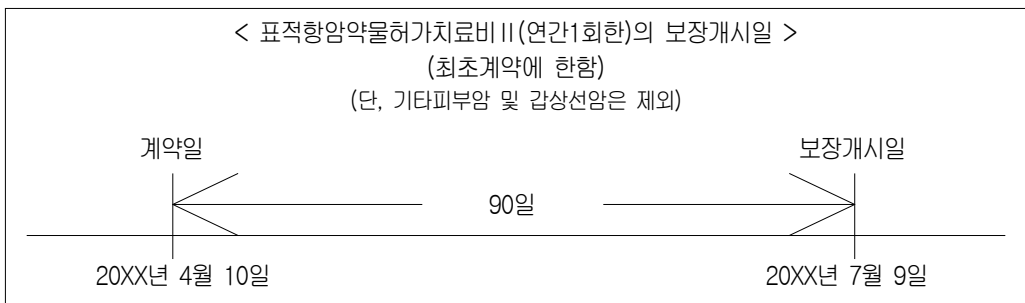 < 표적항암약물허가치료비Ⅱ(연간1회한)의 보장개시일 >
(최초계약에 한함)
(단, 기타피부암 및 갑상선암은 제외)
계약일 보장개시일
90일
20XX년 4월 10일 20XX년 7월 9일